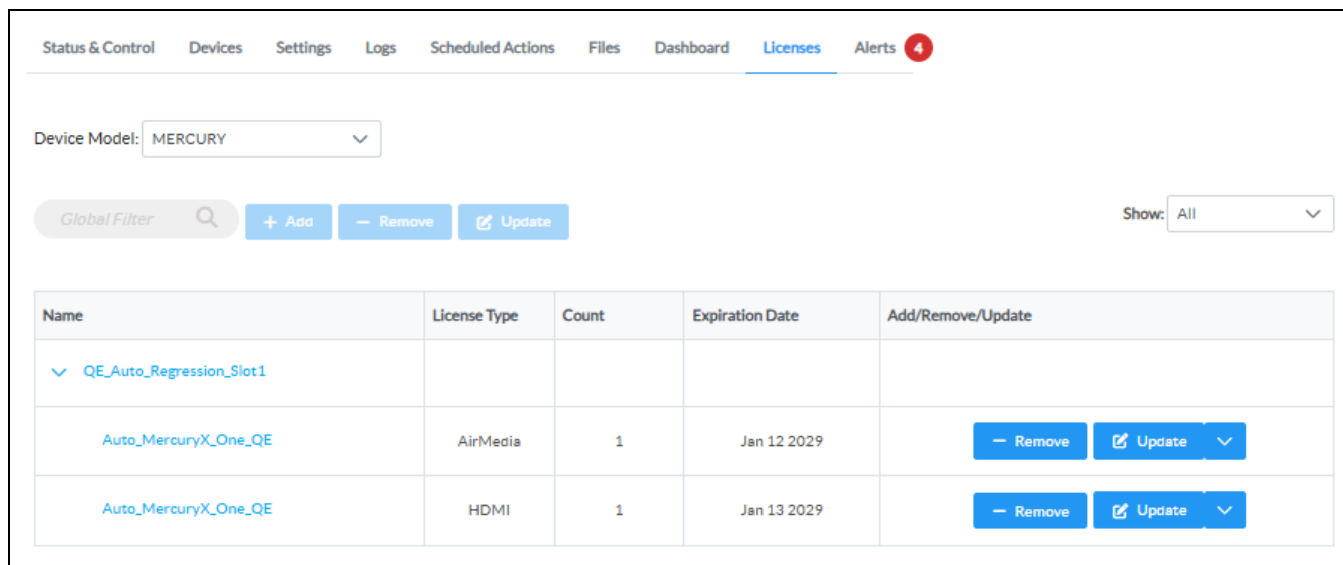 Status & Control Devices Settings Logs Scheduled Actions Files Dashboard Licenses Alerts 4
Device Model: MERCURY
Global Filter + Add − Remove Update Show: All
Name License Type Count Expiration Date Add/Remove/Update
QE_Auto_Regression_Slot1
Auto_MercuryX_One_QE AirMedia 1 Jan 12 2029 − Remove Update
Auto_MercuryX_One_QE HDMI 1 Jan 13 2029 − Remove Update